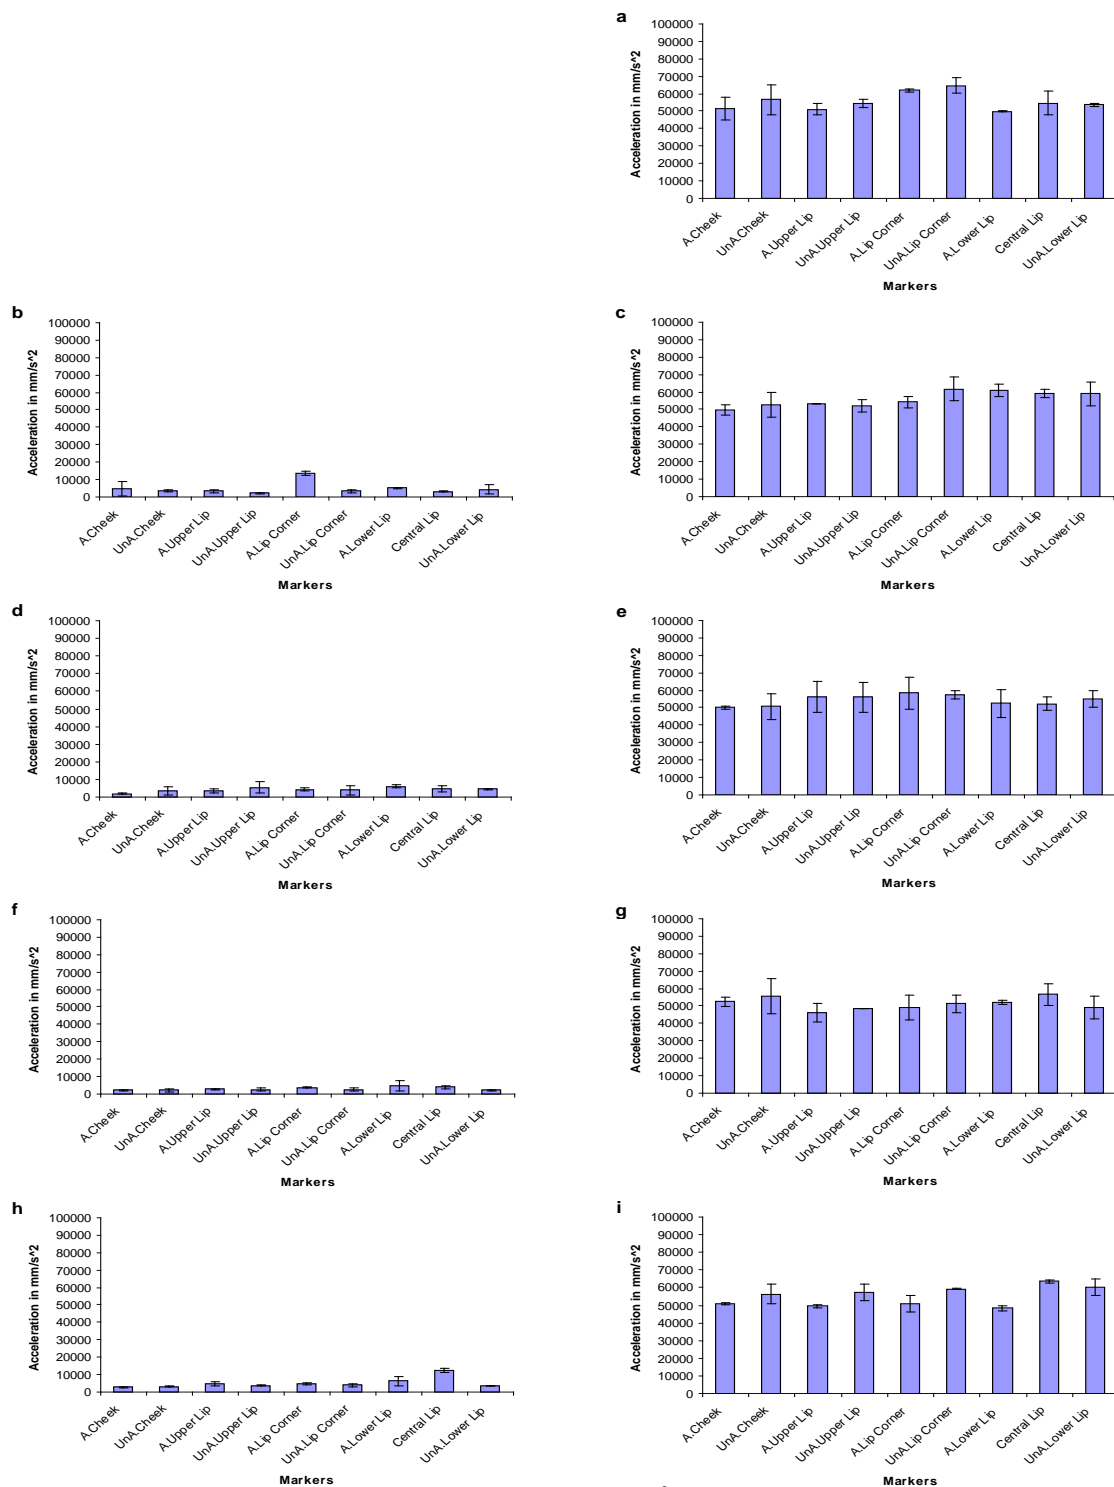 a
Acceleration in mm/s^2
100000
90000
80000
70000
60000
50000
40000
30000
20000
10000
0
A.Cheek
UnA.Cheek
A.Upper Lip
UnA.Upper Lip
A.Lip Corner
UnA.Lip Corner
A.Lower Lip
Central Lip
UnA.Lower Lip
Markers
b
Acceleration in mm/s^2
100000
90000
80000
70000
60000
50000
40000
30000
20000
10000
0
A.Cheek
UnA.Cheek
A.Upper Lip
UnA.Upper Lip
A.Lip Corner
UnA.Lip Corner
A.Lower Lip
Central Lip
UnA.Lower Lip
Markers
c
Acceleration in mm/s^2
100000
90000
80000
70000
60000
50000
40000
30000
20000
10000
0
A.Cheek
UnA.Cheek
A.Upper Lip
UnA.Upper Lip
A.Lip Corner
UnA.Lip Corner
A.Lower Lip
Central Lip
UnA.Lower Lip
Markers
d
Acceleration in mm/s^2
100000
90000
80000
70000
60000
50000
40000
30000
20000
10000
0
A.Cheek
UnA.Cheek
A.Upper Lip
UnA.Upper Lip
A.Lip Corner
UnA.Lip Corner
A.Lower Lip
Central Lip
UnA.Lower Lip
Markers
e
Acceleration in mm/s^2
100000
90000
80000
70000
60000
50000
40000
30000
20000
10000
0
A.Cheek
UnA.Cheek
A.Upper Lip
UnA.Upper Lip
A.Lip Corner
UnA.Lip Corner
A.Lower Lip
Central Lip
UnA.Lower Lip
Markers
f
Acceleration in mm/s^2
100000
90000
80000
70000
60000
50000
40000
30000
20000
10000
0
A.Cheek
UnA.Cheek
A.Upper Lip
UnA.Upper Lip
A.Lip Corner
UnA.Lip Corner
A.Lower Lip
Central Lip
UnA.Lower Lip
Markers
g
Acceleration in mm/s^2
100000
90000
80000
70000
60000
50000
40000
30000
20000
10000
0
A.Cheek
UnA.Cheek
A.Upper Lip
UnA.Upper Lip
A.Lip Corner
UnA.Lip Corner
A.Lower Lip
Central Lip
UnA.Lower Lip
Markers
h
Acceleration in mm/s^2
100000
90000
80000
70000
60000
50000
40000
30000
20000
10000
0
A.Cheek
UnA.Cheek
A.Upper Lip
UnA.Upper Lip
A.Lip Corner
UnA.Lip Corner
A.Lower Lip
Central Lip
UnA.Lower Lip
Markers
i
Acceleration in mm/s^2
100000
90000
80000
70000
60000
50000
40000
30000
20000
10000
0
A.Cheek
UnA.Cheek
A.Upper Lip
UnA.Upper Lip
A.Lip Corner
UnA.Lip Corner
A.Lower Lip
Central Lip
UnA.Lower Lip
Markers